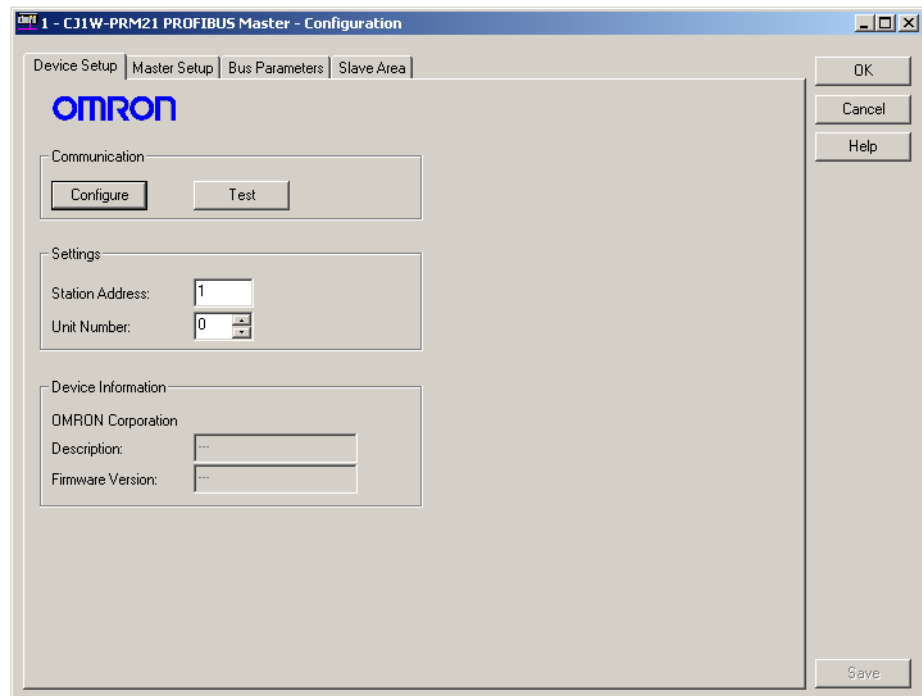 1 - CJ1W-PRM21 PROFIBUS Master - Configuration
Device Setup Master Setup Bus Parameters Slave Area
OK
Cancel
Help
OMRON
Communication
Configure Test
Settings
Station Address: 1
Unit Number: 0
Device Information
OMRON Corporation
Description: ---
Firmware Version: ---
Save